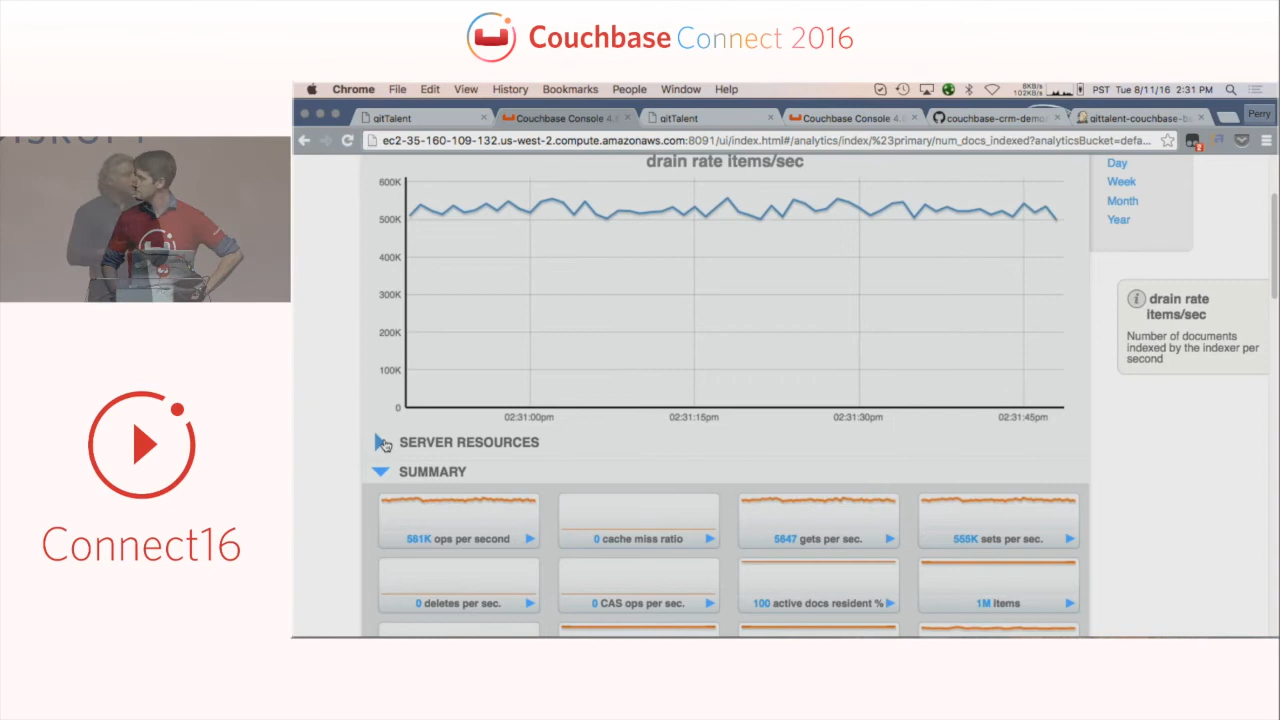 Couchbase Connect 2016
Chrome File Edit View History Bookmarks People Window Help
8KB/s
102KB/s
PST Tue 8/11/16 2:31 PM
gitTalent
Couchbase Console 4.
gitTalent
Couchbase Console 4.
couchbase-crm-demo
gittalent-couchbase-b
Perry
ec2-35-160-109-132.us-west-2.compute.amazonaws.com:8091/ui/index.html#/analytics/index/%23primary/num_docs_indexed?analyticsBucket=defa...
2
drain rate items/sec
600K
500K
400K
300K
200K
100K
0
02:31:00pm
02:31:15pm
02:31:30pm
02:31:45pm
Day
Week
Month
Year
i drain rate
items/sec
Number of documents
indexed by the indexer per
second
SERVER RESOURCES
SUMMARY
581K ops per second
0 cache miss ratio
5647 gets per sec.
555K sets per sec.
0 deletes per sec.
0 CAS ops per sec.
100 active docs resident %
1M items
Connect16